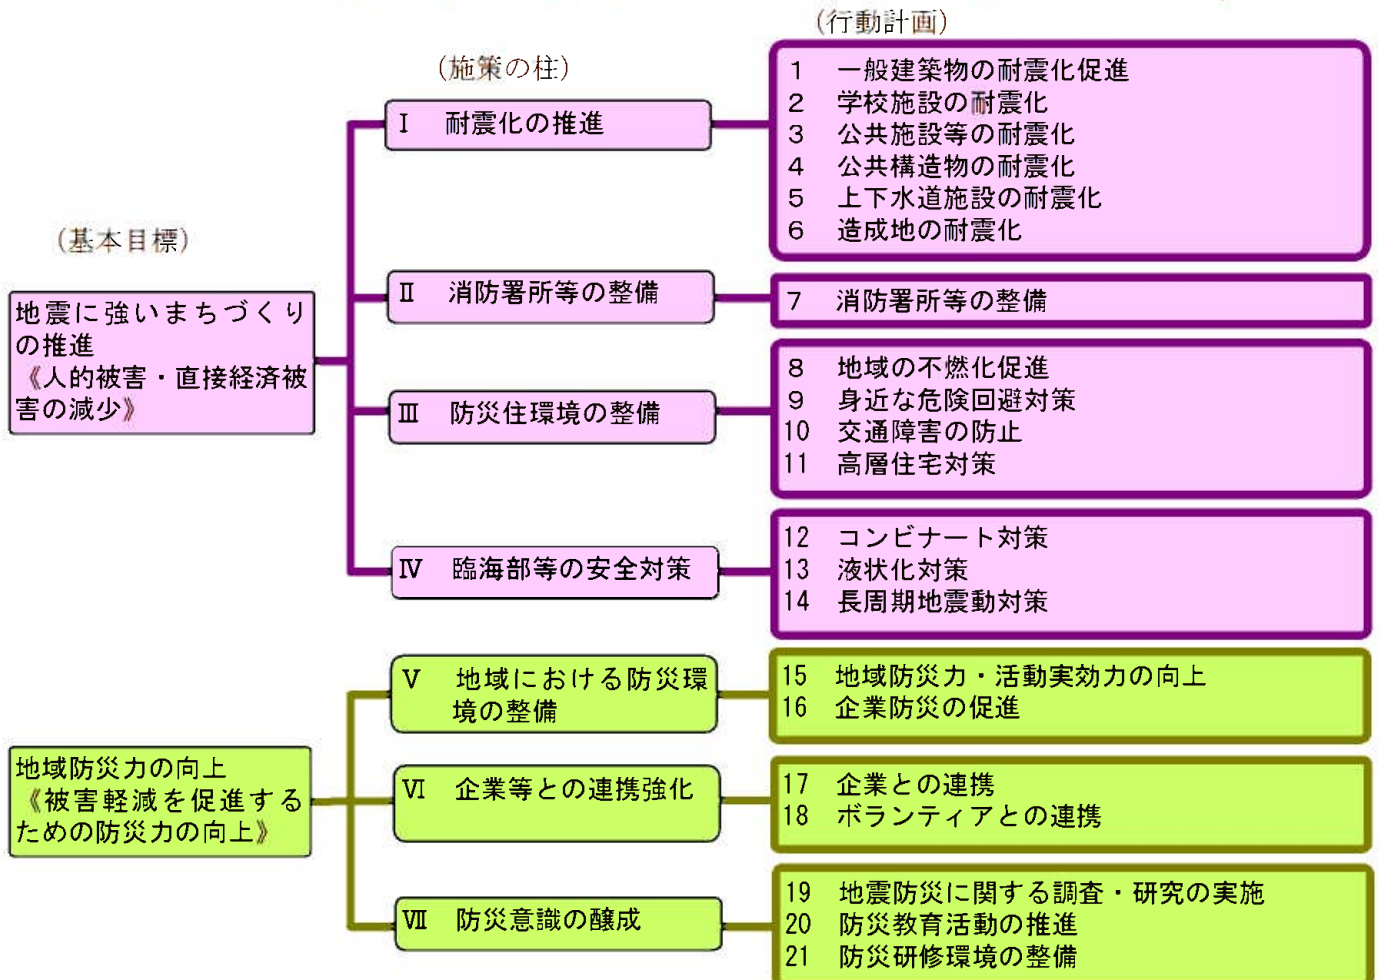 (行動計画)
(施策の柱)
(基本目標)
地震に強いまちづくり
の推進
《人的被害・直接経済被
害の減少》
Ⅰ 耐震化の推進
1 一般建築物の耐震化促進
2 学校施設の耐震化
3 公共施設等の耐震化
4 公共構造物の耐震化
5 上下水道施設の耐震化
6 造成地の耐震化
Ⅱ 消防署所等の整備
7 消防署所等の整備
Ⅲ 防災住環境の整備
8 地域の不燃化促進
9 身近な危険回避対策
10 交通障害の防止
11 高層住宅対策
Ⅳ 臨海部等の安全対策
12 コンビナート対策
13 液状化対策
14 長周期地震動対策
地域防災力の向上
《被害軽減を促進する
ための防災力の向上》
Ⅴ 地域における防災環
境の整備
15 地域防災力・活動実効力の向上
16 企業防災の促進
Ⅵ 企業等との連携強化
17 企業との連携
18 ボランティアとの連携
Ⅶ 防災意識の醸成
19 地震防災に関する調査・研究の実施
20 防災教育活動の推進
21 防災研修環境の整備